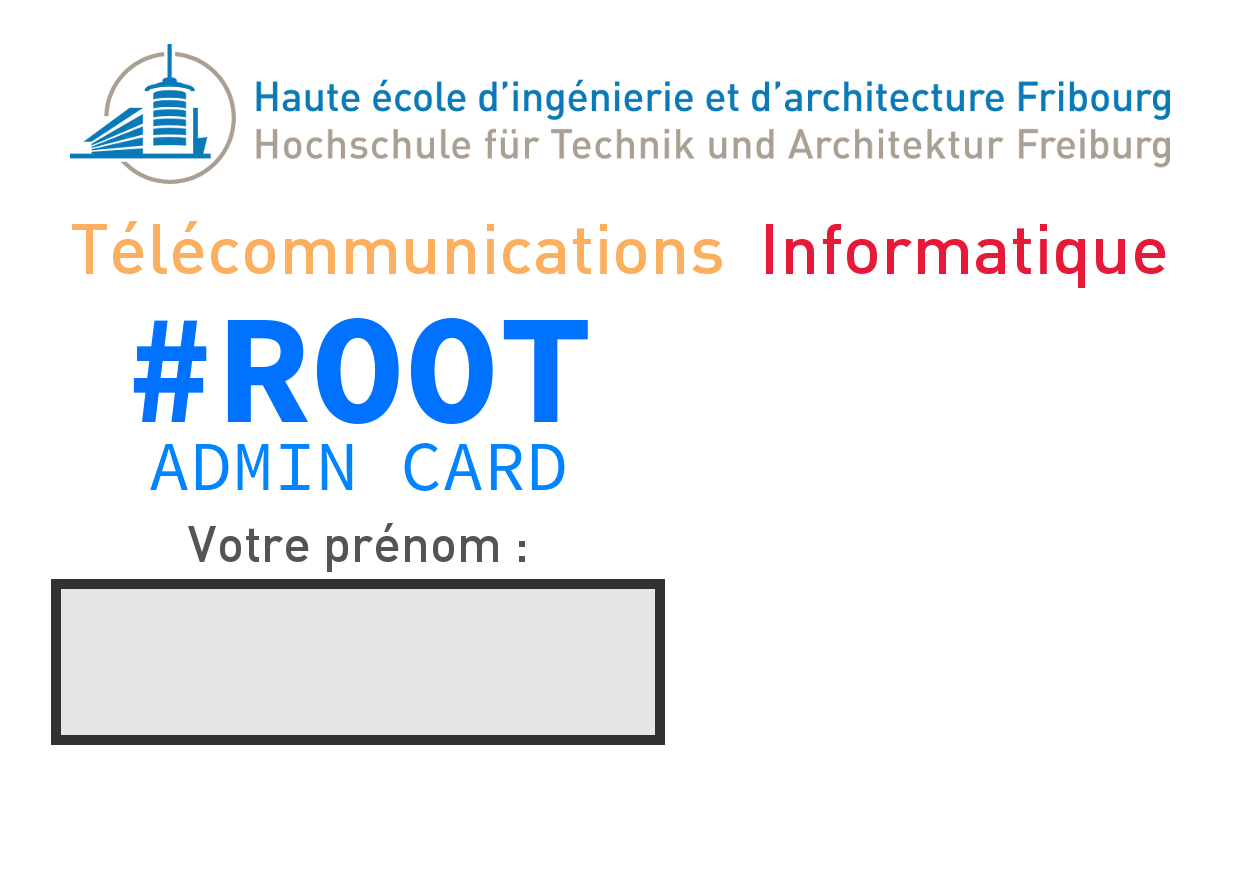 Haute école d'ingénierie et d'architecture Fribourg
Hochschule für Technik und Architektur Freiburg
Télécommunications Informatique
#ROOT
ADMIN CARD
Votre prénom :